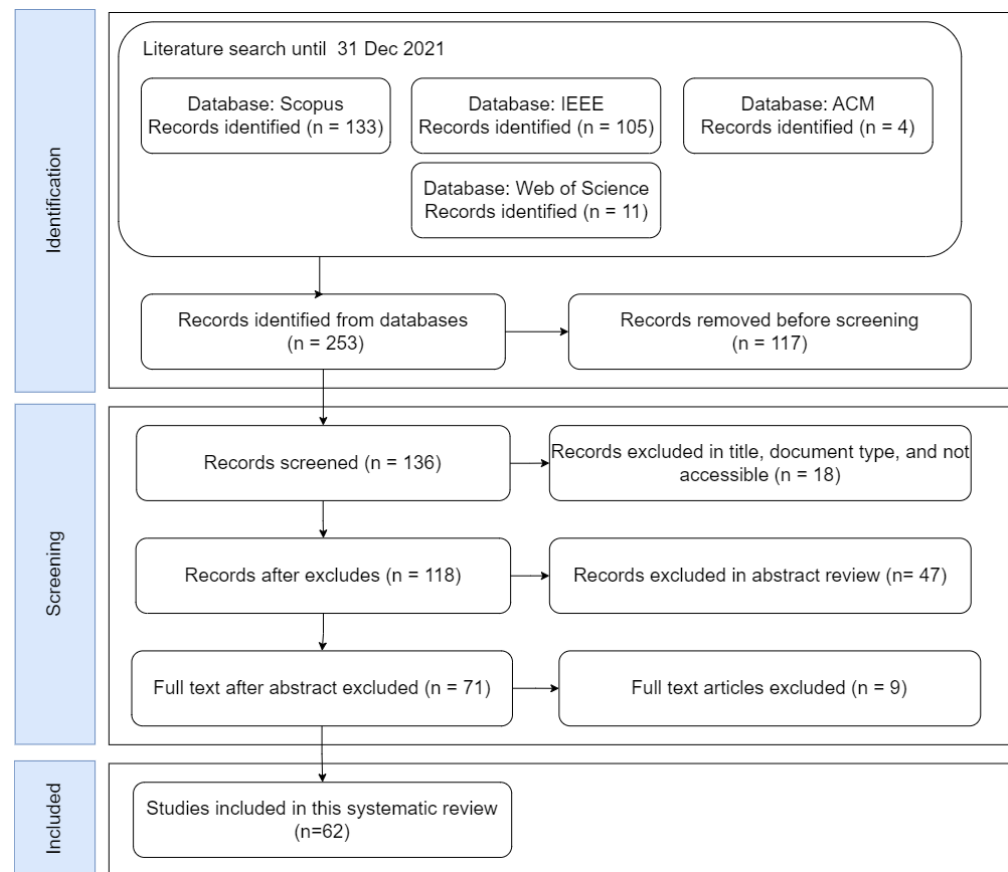 Identification
Literature search until 31 Dec 2021
Database: Scopus
Records identified (n = 133)
Database: IEEE
Records identified (n = 105)
Database: ACM
Records identified (n = 4)
Database: Web of Science
Records identified (n = 11)
Records identified from databases
(n = 253)
Records removed before screening
(n = 117)
Screening
Records screened (n = 136)
Records excluded in title, document type, and not
accessible (n = 18)
Records after excludes (n = 118)
Records excluded in abstract review (n= 47)
Full text after abstract excluded (n = 71)
Full text articles excluded (n = 9)
Included
Studies included in this systematic review
(n=62)